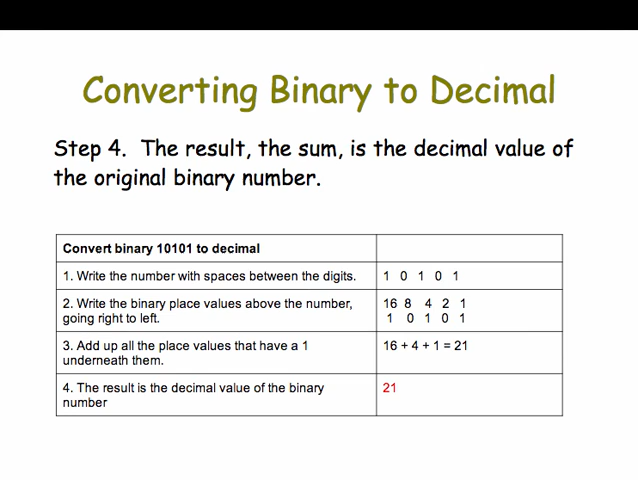 Converting Binary to Decimal
Step 4. The result, the sum, is the decimal value of
the original binary number.
Convert binary 10101 to decimal
1. Write the number with spaces between the digits.
1 0 1 0 1
2. Write the binary place values above the number,
going right to left.
16 8 4 2 1
1 0 1 0 1
3. Add up all the place values that have a 1
underneath them.
16 + 4 + 1 = 21
4. The result is the decimal value of the binary
number
21